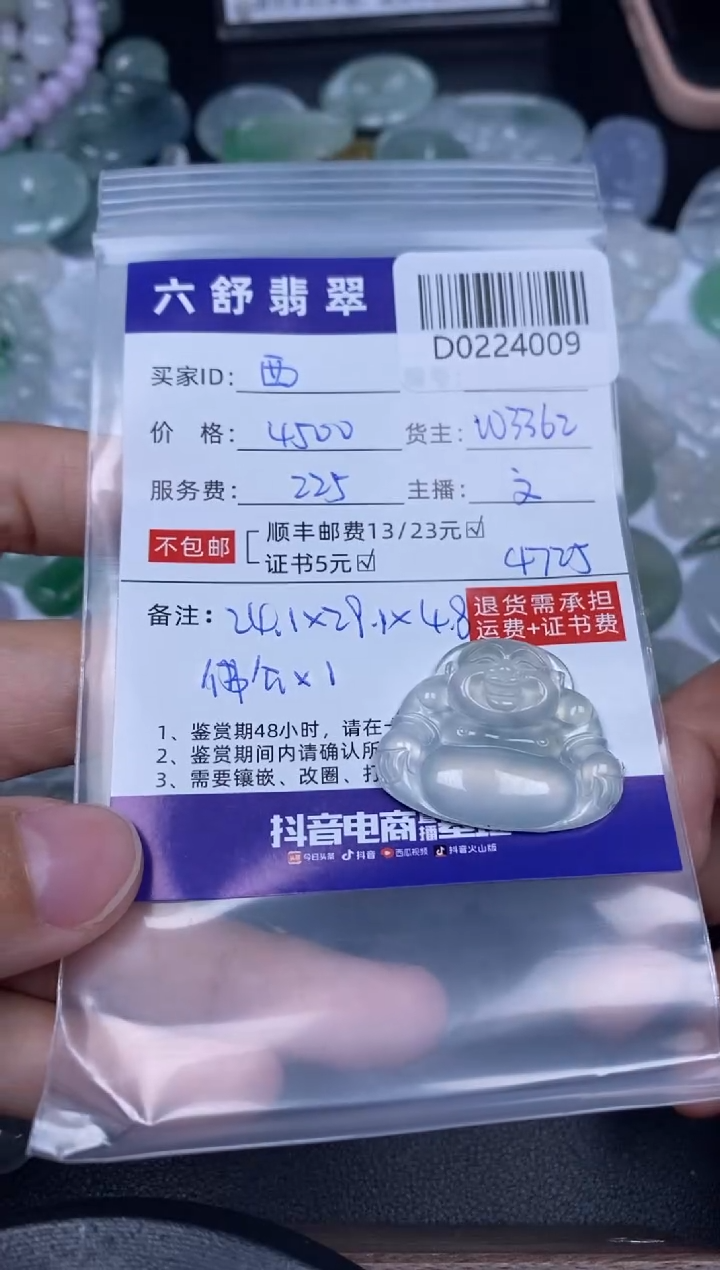 六舒翡翠
D0224009
买家ID: 西
价 格: 4500 货主: W3362
服务费: 225 主播: 文
不包邮 顺丰邮费13/23元☑
证书5元☑ 4725
备注: 24.1×29.1×4.8 退货需承担
运费+证书费
佛公×1
1、鉴赏期48小时，请在
2、鉴赏期间内请确认所
3、需要镶嵌、改圈、打
抖音电商
今日头条 抖音 西瓜视频 抖音火山版